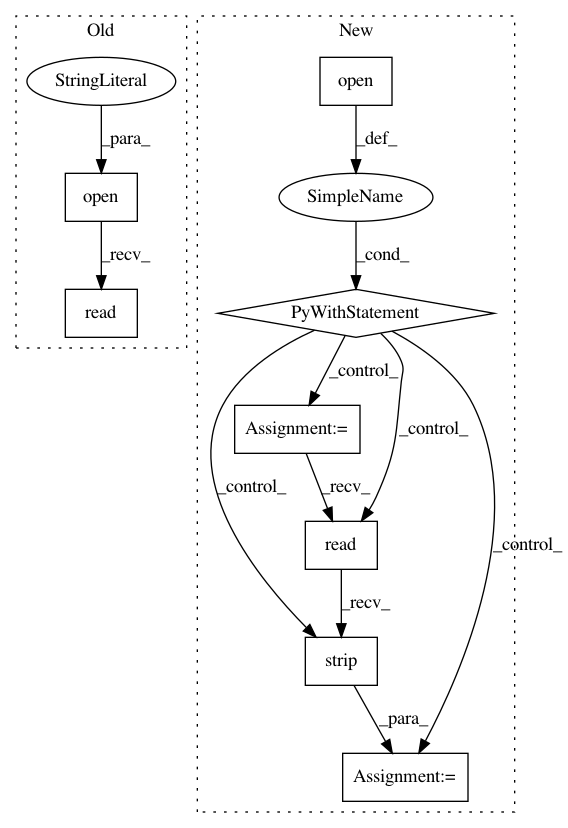 Old
New
StringLiteral
open
_para_
_def_
open
SimpleName
_recv_
_cond_
read
PyWithStatement
_control_
Assignment:=
_control_
_control_
_recv_
_control_
read
_recv_
strip
_para_
Assignment:=